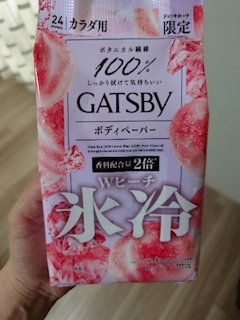 24
カラダ用
ドン・キホーテ
限定
ボタニカル繊維
100%
しっかり拭けて気持ちいい
GATSBY
ボディペーパー
香料配合量2倍
Wピーチ
氷冷